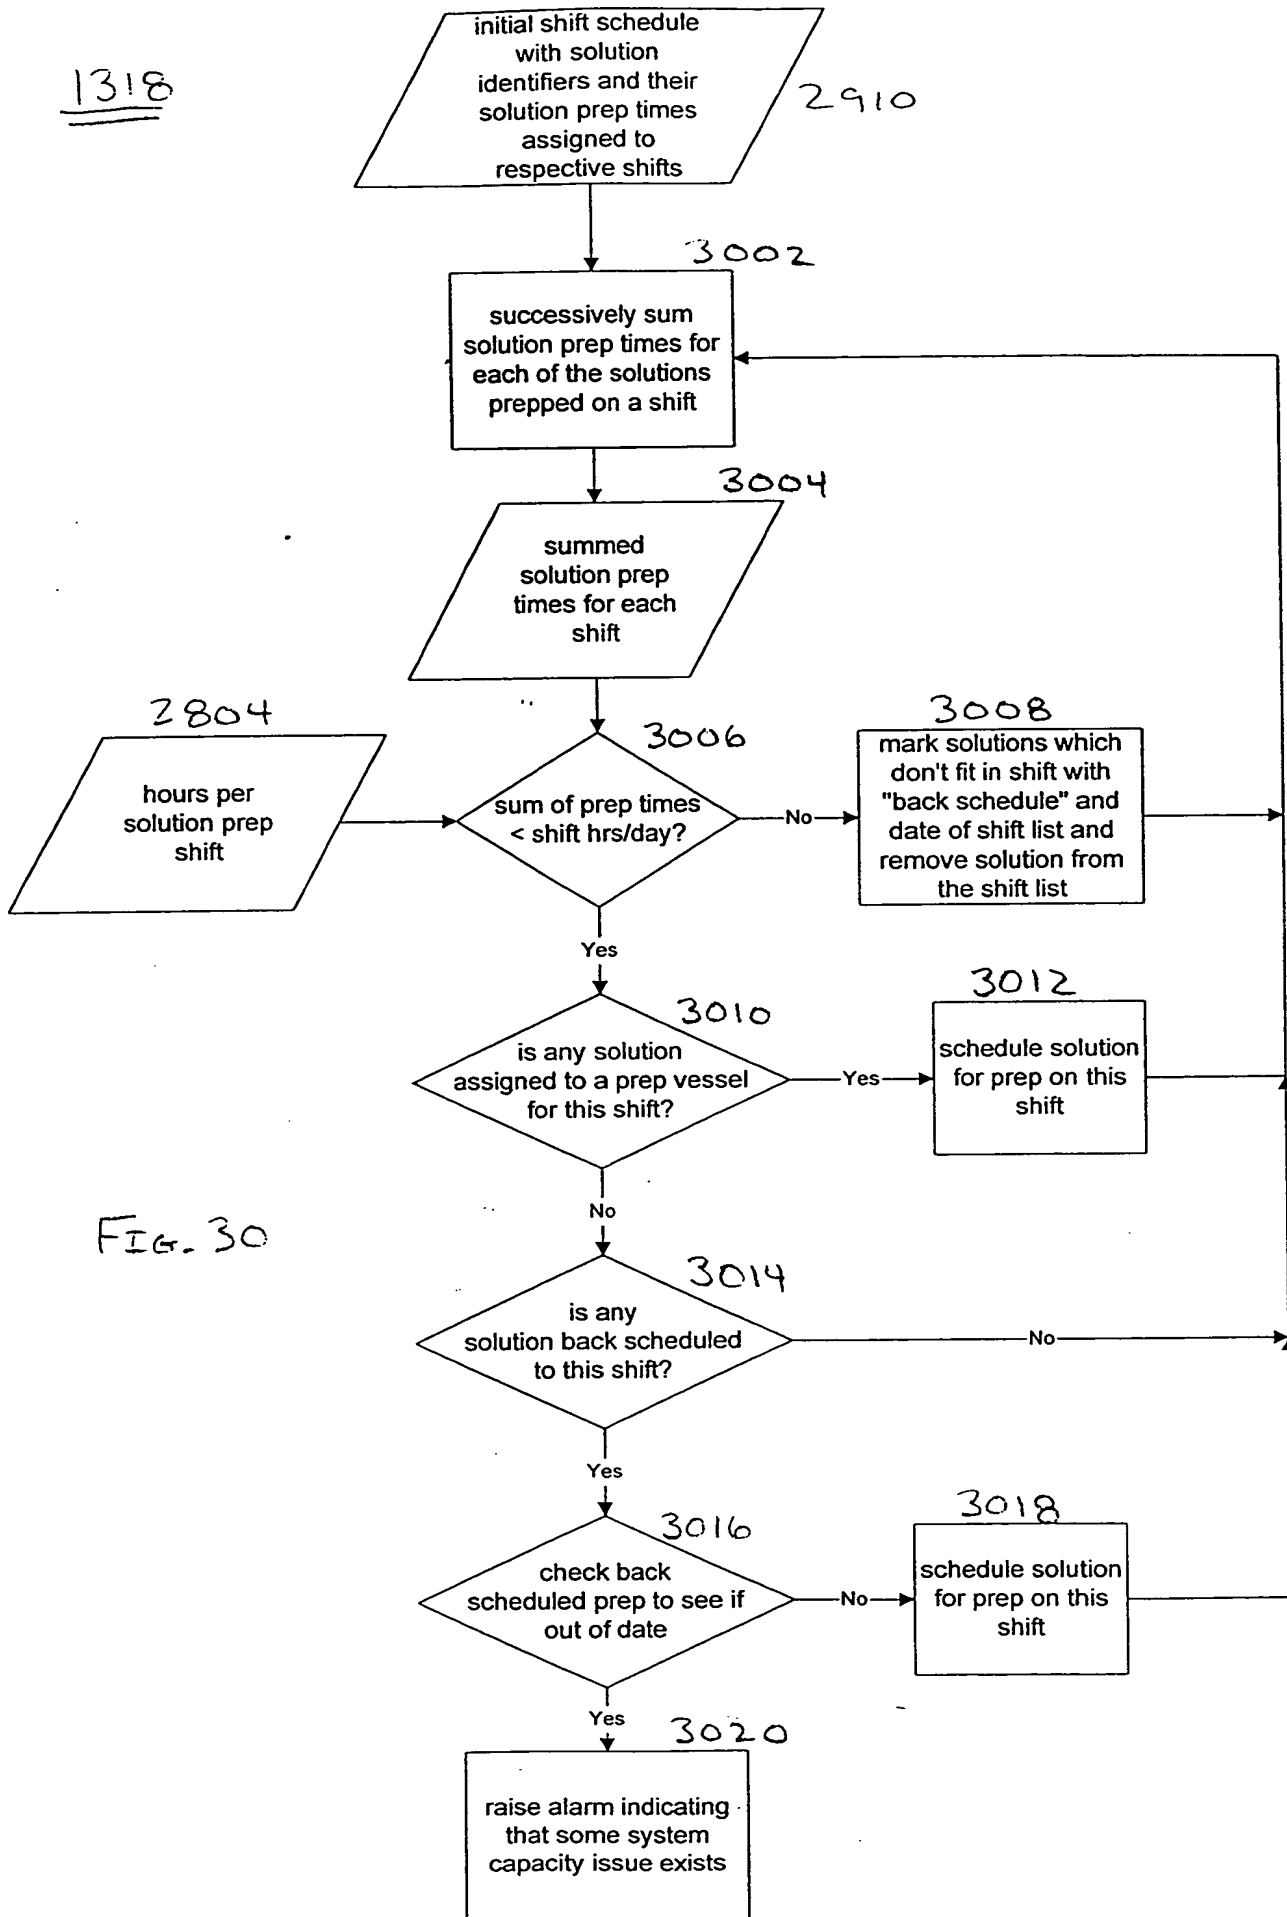 1318
initial shift schedule
with solution
identifiers and their
solution prep times
assigned to
respective shifts
2910
3002
successively sum
solution prep times for
each of the solutions
prepped on a shift
3004
summed
solution prep
times for each
shift
2804
hours per
solution prep
shift
3006
sum of prep times
< shift hrs/day?
No
3008
mark solutions which
don't fit in shift with
"back schedule" and
date of shift list and
remove solution from
the shift list
Yes
3010
is any solution
assigned to a prep vessel
for this shift?
Yes
3012
schedule solution
for prep on this
shift
No
FIG. 30
3014
is any
solution back scheduled
to this shift?
No
Yes
3016
check back
scheduled prep to see if
out of date
No
3018
schedule solution
for prep on this
shift
Yes
3020
raise alarm indicating
that some system
capacity issue exists